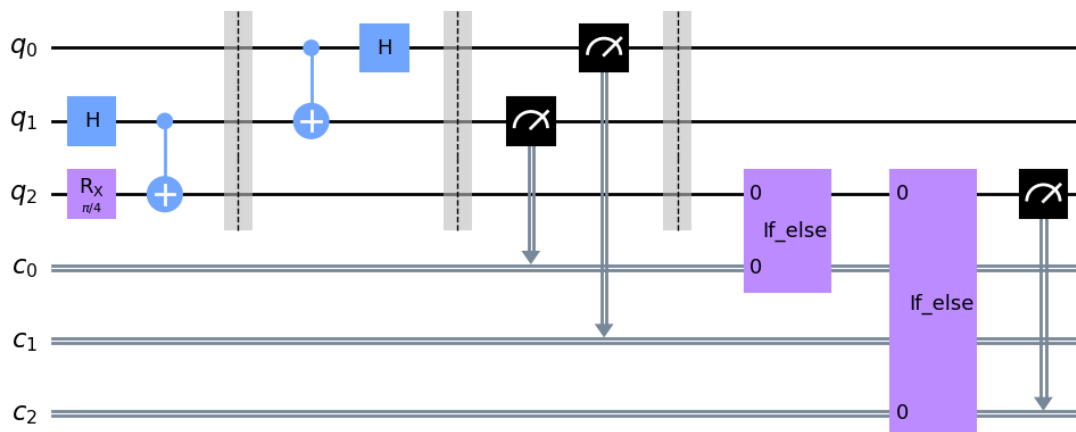 q₀ H
q₁ H
q₂ Rₓ π/4 0 0
If_else
c₀ 0
If_else
c₁
c₂ 0